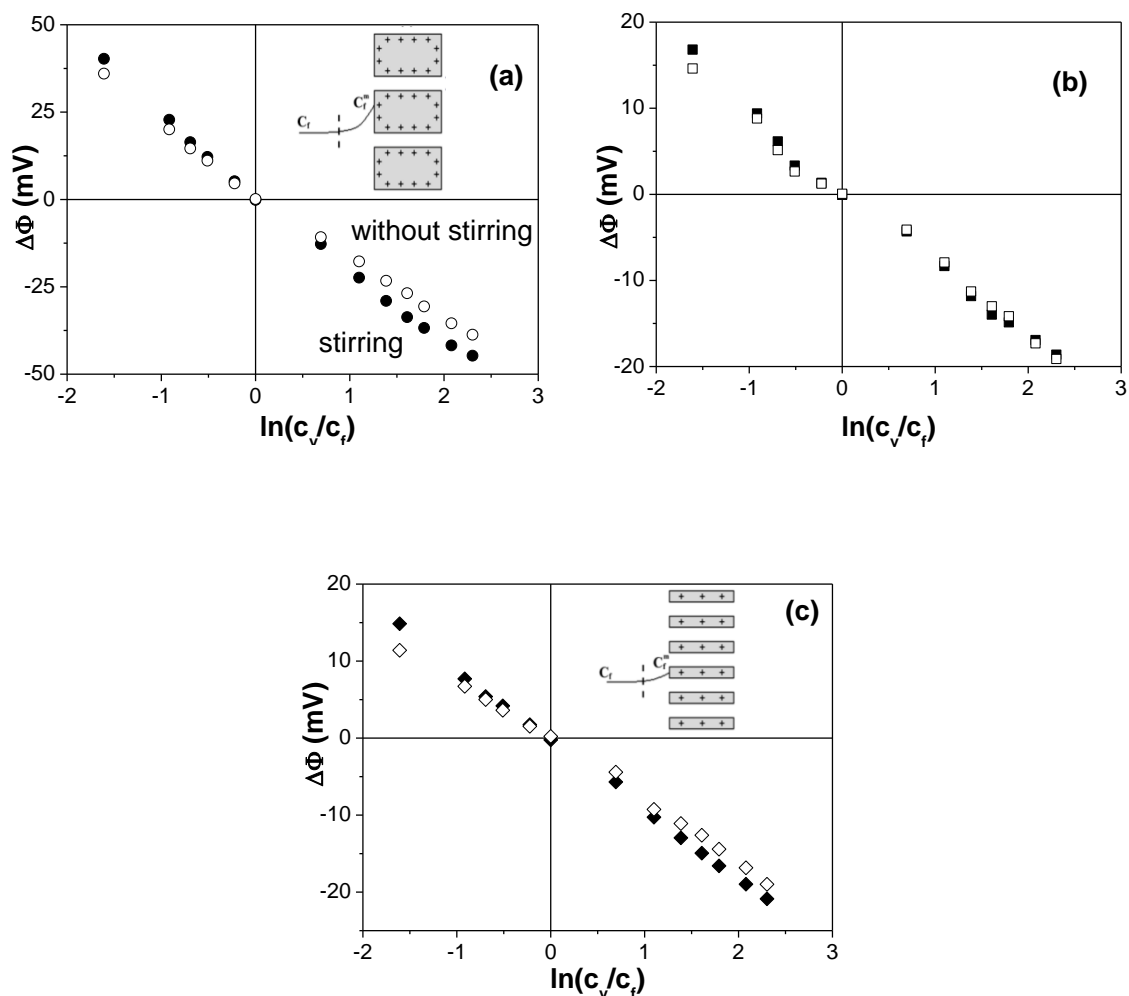 50
25
0
-25
-50
-2
-1
0
1
2
3
ΔΦ (mV)
ln(c_v/c_f)
(a)
C_f
C_f^m
without stirring
stirring
20
10
0
-10
-20
-2
-1
0
1
2
3
ΔΦ (mV)
ln(c_v/c_f)
(b)
20
10
0
-10
-20
-2
-1
0
1
2
3
ΔΦ (mV)
ln(c_v/c_f)
(c)
C_f
C_f^m